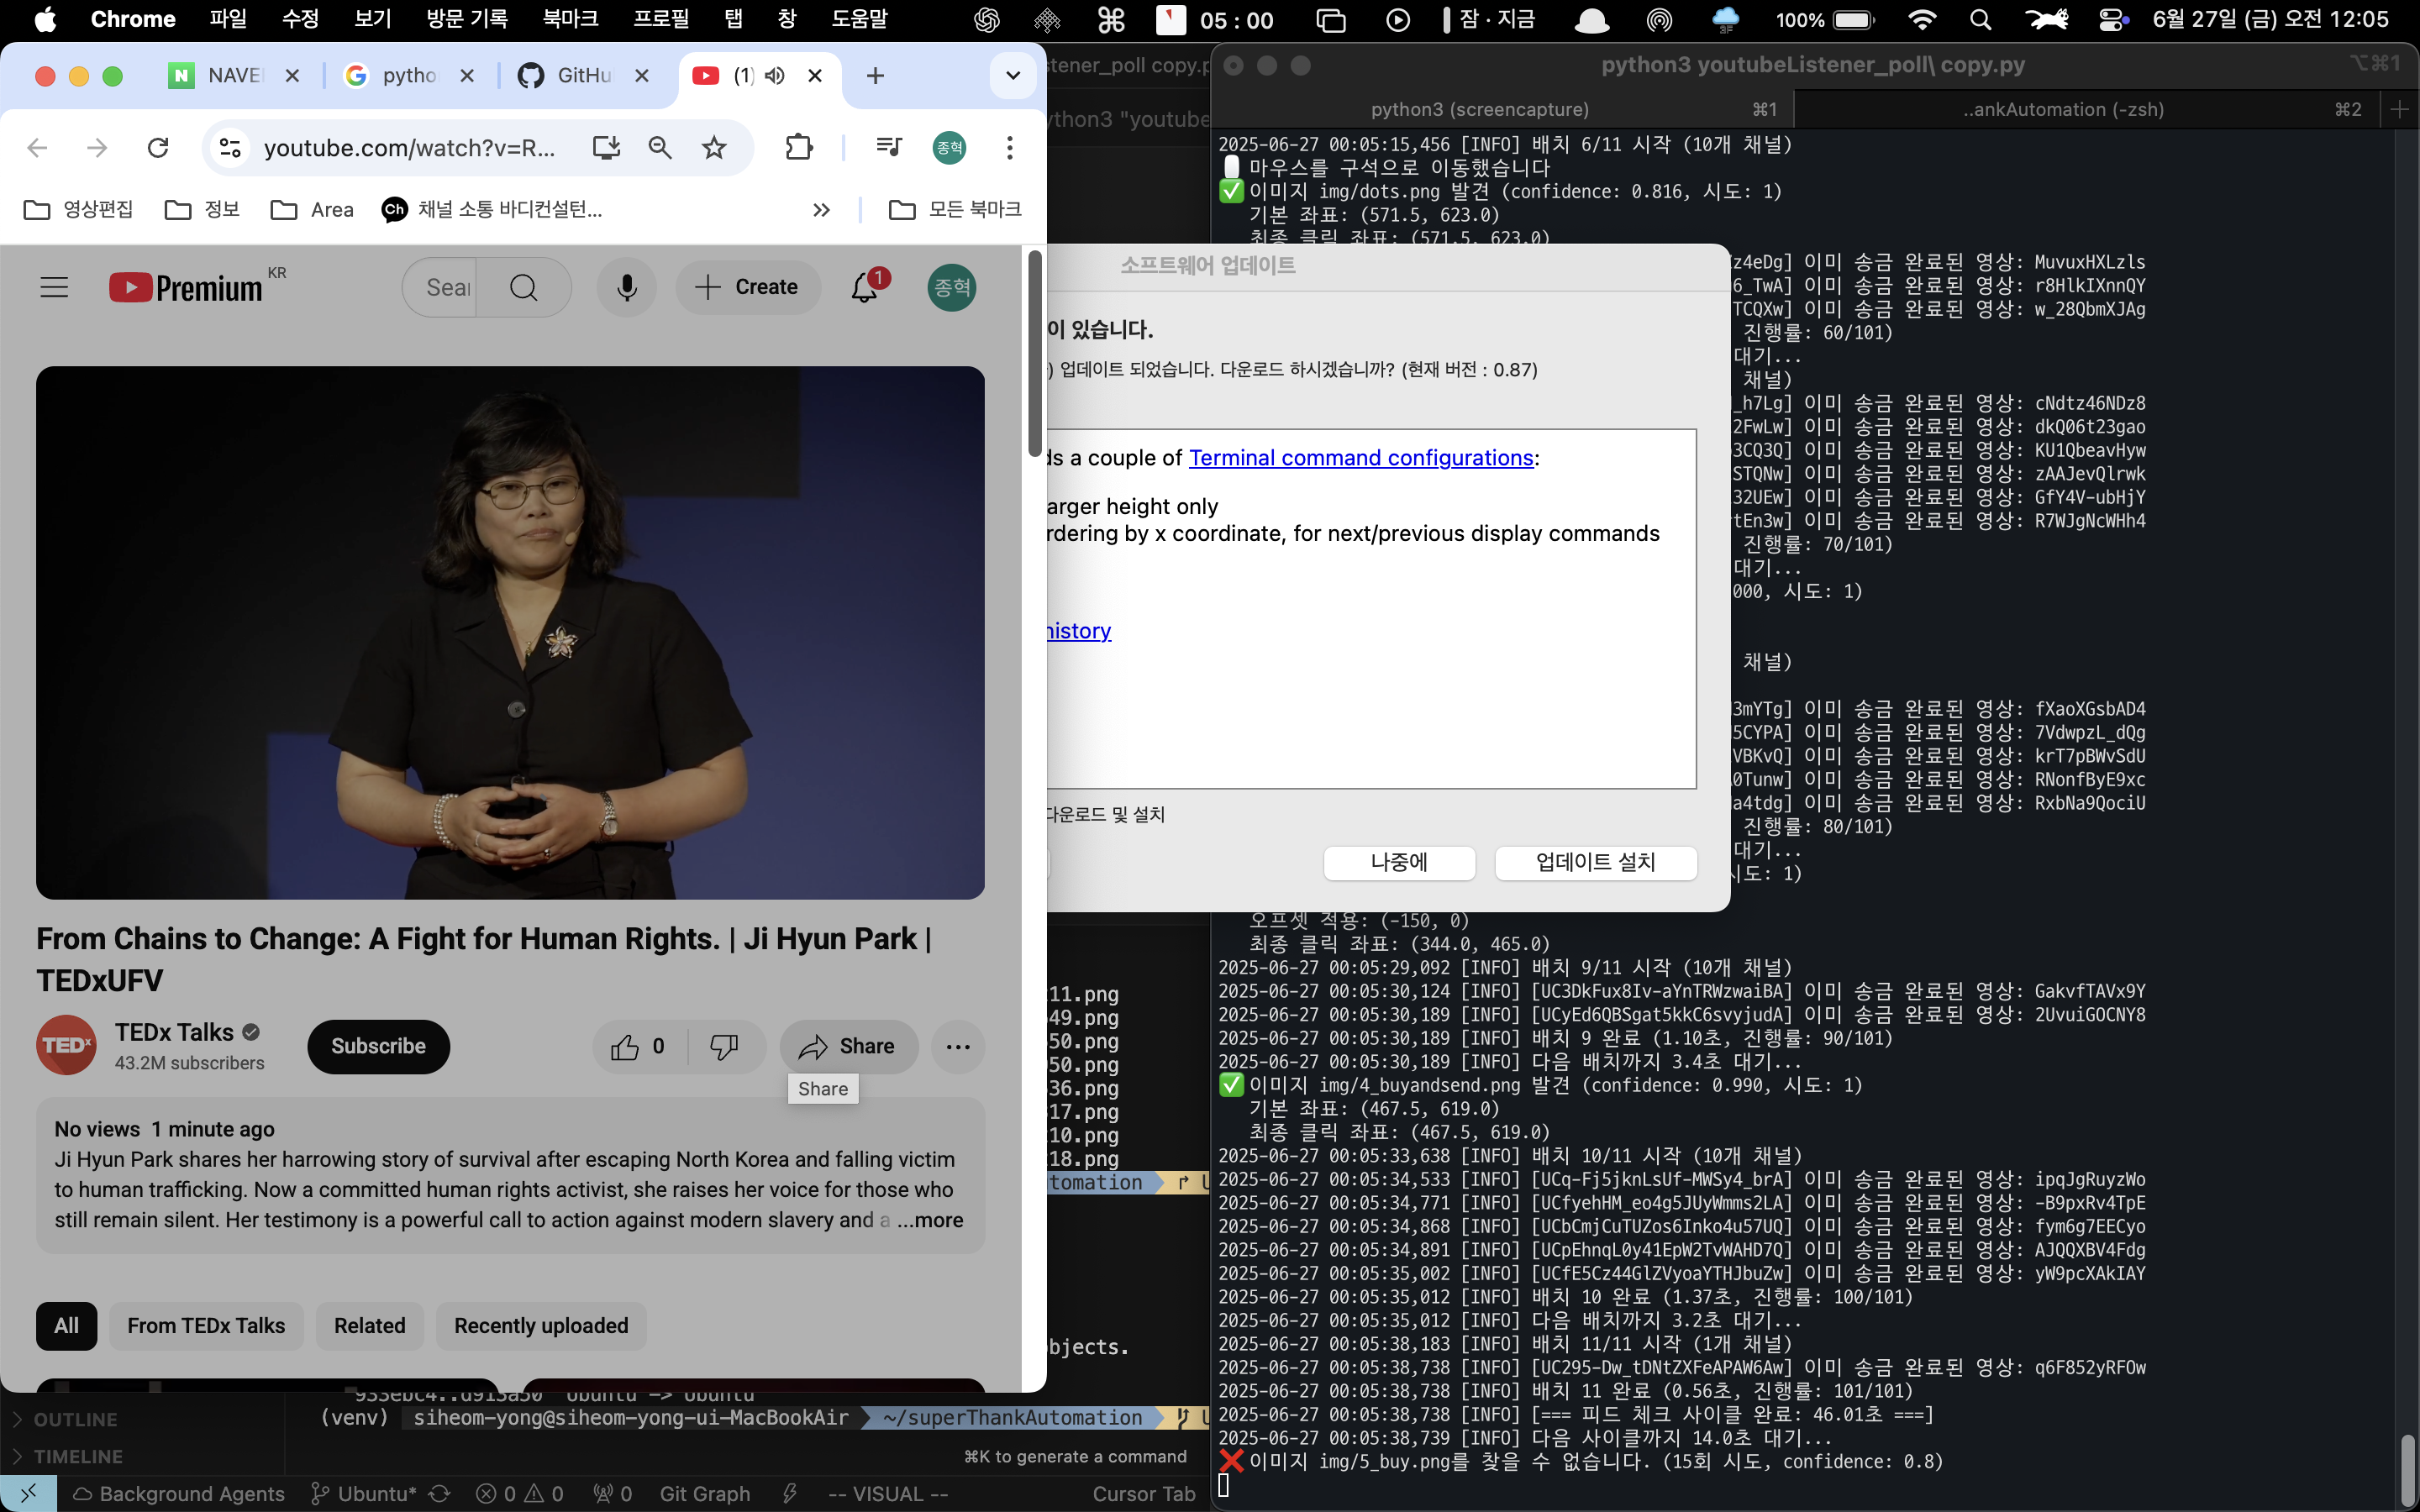 Chrome 파일 수정 보기 방문 기록 북마크 프로필 탭 창 도움말 05 : 00 잠 · 지금 3F 100% 6월 27일 (금) 오전 12:05
NAVE
pytho
GitHu
(1)
youtube.com/watch?v=R...
종혁
영상편집 정보 Area Ch 채널 소통 바디컨설턴... 모든 북마크
Premium KR
Sear
Create
1
종혁
From Chains to Change: A Fight for Human Rights. | Ji Hyun Park |
TEDxUFV
TEDx
TEDx Talks
43.2M subscribers
Subscribe
0
Share
Share
No views 1 minute ago
Ji Hyun Park shares her harrowing story of survival after escaping North Korea and falling victim
to human trafficking. Now a committed human rights activist, she raises her voice for those who
still remain silent. Her testimony is a powerful call to action against modern slavery and a ...more
All From TEDx Talks Related Recently uploaded
stener_poll copy.p
ython3 "youtube
소프트웨어 업데이트
이 있습니다.
) 업데이트 되었습니다. 다운로드 하시겠습니까? (현재 버전 : 0.87)
ds a couple of Terminal command configurations:
arger height only
rdering by x coordinate, for next/previous display commands
history
다운로드 및 설치
나중에
업데이트 설치
11.png
49.png
50.png
50.png
36.png
17.png
10.png
18.png
tomation
bjects.
933ebc4..d913a50 Ubuntu -> Ubuntu
(venv) siheom-yong@siheom-yong-ui-MacBookAir ~/superThankAutomation
OUTLINE
TIMELINE
⌘K to generate a command
Background Agents Ubuntu* 0 0 0 Git Graph -- VISUAL -- Cursor Tab
python3 youtubeListener_poll\ copy.py ⌥⌘1
python3 (screencapture) ⌘1 ..ankAutomation (-zsh) ⌘2
2025-06-27 00:05:15,456 [INFO] 배치 6/11 시작 (10개 채널)
마우스를 구석으로 이동했습니다
이미지 img/dots.png 발견 (confidence: 0.816, 시도: 1)
기본 좌표: (571.5, 623.0)
최종 클릭 좌표: (571.5, 623.0)
z4eDg] 이미 송금 완료된 영상: MuvuxHXLzls
6_TwA] 이미 송금 완료된 영상: r8HlkIXnnQY
TCQXw] 이미 송금 완료된 영상: w_28QbmXJAg
진행률: 60/101)
대기...
채널)
_h7Lg] 이미 송금 완료된 영상: cNdtz46NDz8
2FwLw] 이미 송금 완료된 영상: dkQ06t23gao
3CQ3Q] 이미 송금 완료된 영상: KU1QbeavHyw
STQNw] 이미 송금 완료된 영상: zAAJevQlrwk
32UEw] 이미 송금 완료된 영상: GfY4V-ubHjY
tEn3w] 이미 송금 완료된 영상: R7WJgNcWHh4
진행률: 70/101)
대기...
000, 시도: 1)
채널)
3mYTg] 이미 송금 완료된 영상: fXaoXGsbAD4
5CYPA] 이미 송금 완료된 영상: 7VdwpzL_dQg
VBKvQ] 이미 송금 완료된 영상: krT7pBWvSdU
0Tunw] 이미 송금 완료된 영상: RNonfByE9xc
a4tdg] 이미 송금 완료된 영상: RxbNa9QociU
진행률: 80/101)
대기...
시도: 1)
오프셋 적용: (-150, 0)
최종 클릭 좌표: (344.0, 465.0)
2025-06-27 00:05:29,092 [INFO] 배치 9/11 시작 (10개 채널)
2025-06-27 00:05:30,124 [INFO] [UC3DkFux8Iv-aYnTRWzwaiBA] 이미 송금 완료된 영상: GakvfTAVx9Y
2025-06-27 00:05:30,189 [INFO] [UCyEd6QBSgat5kkC6svyjudA] 이미 송금 완료된 영상: 2UvuiGOCNY8
2025-06-27 00:05:30,189 [INFO] 배치 9 완료 (1.10초, 진행률: 90/101)
2025-06-27 00:05:30,189 [INFO] 다음 배치까지 3.4초 대기...
이미지 img/4_buyandsend.png 발견 (confidence: 0.990, 시도: 1)
기본 좌표: (467.5, 619.0)
최종 클릭 좌표: (467.5, 619.0)
2025-06-27 00:05:33,638 [INFO] 배치 10/11 시작 (10개 채널)
2025-06-27 00:05:34,533 [INFO] [UCq-Fj5jknLsUf-MWSy4_brA] 이미 송금 완료된 영상: ipqJgRuyzWo
2025-06-27 00:05:34,771 [INFO] [UCfyehHM_eo4g5JUyWmms2LA] 이미 송금 완료된 영상: -B9pxRv4TpE
2025-06-27 00:05:34,868 [INFO] [UCbCmjCuTUZos6Inko4u57UQ] 이미 송금 완료된 영상: fym6g7EECyo
2025-06-27 00:05:34,891 [INFO] [UCpEhnqL0y41EpW2TvWAHD7Q] 이미 송금 완료된 영상: AJQQXBV4Fdg
2025-06-27 00:05:35,002 [INFO] [UCfE5Cz44GlZVyoaYTHJbuZw] 이미 송금 완료된 영상: yW9pcXAkIAY
2025-06-27 00:05:35,012 [INFO] 배치 10 완료 (1.37초, 진행률: 100/101)
2025-06-27 00:05:35,012 [INFO] 다음 배치까지 3.2초 대기...
2025-06-27 00:05:38,183 [INFO] 배치 11/11 시작 (1개 채널)
2025-06-27 00:05:38,738 [INFO] [UC295-Dw_tDNtZXFeAPAW6Aw] 이미 송금 완료된 영상: q6F852yRFOw
2025-06-27 00:05:38,738 [INFO] 배치 11 완료 (0.56초, 진행률: 101/101)
2025-06-27 00:05:38,738 [INFO] [=== 피드 체크 사이클 완료: 46.01초 ===]
2025-06-27 00:05:38,739 [INFO] 다음 사이클까지 14.0초 대기...
이미지 img/5_buy.png를 찾을 수 없습니다. (15회 시도, confidence: 0.8)